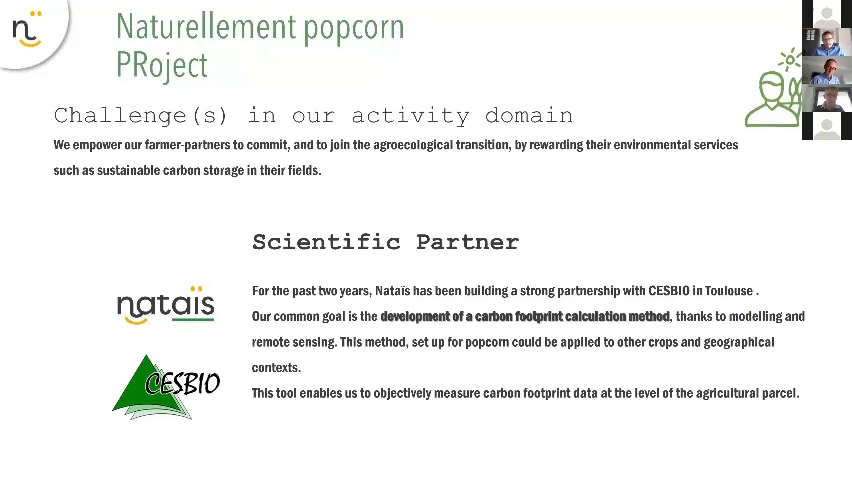 nü
Naturellement popcorn
PRoject
Challenge(s) in our activity domain
We empower our farmer-partners to commit, and to join the agroecological transition, by rewarding their environmental services
such as sustainable carbon storage in their fields.
Scientific Partner
nataïs
For the past two years, Nataïs has been building a strong partnership with CESBIO in Toulouse .
Our common goal is the development of a carbon footprint calculation method, thanks to modelling and
remote sensing. This method, set up for popcorn could be applied to other crops and geographical
contexts.
CESBIO
This tool enables us to objectively measure carbon footprint data at the level of the agricultural parcel.